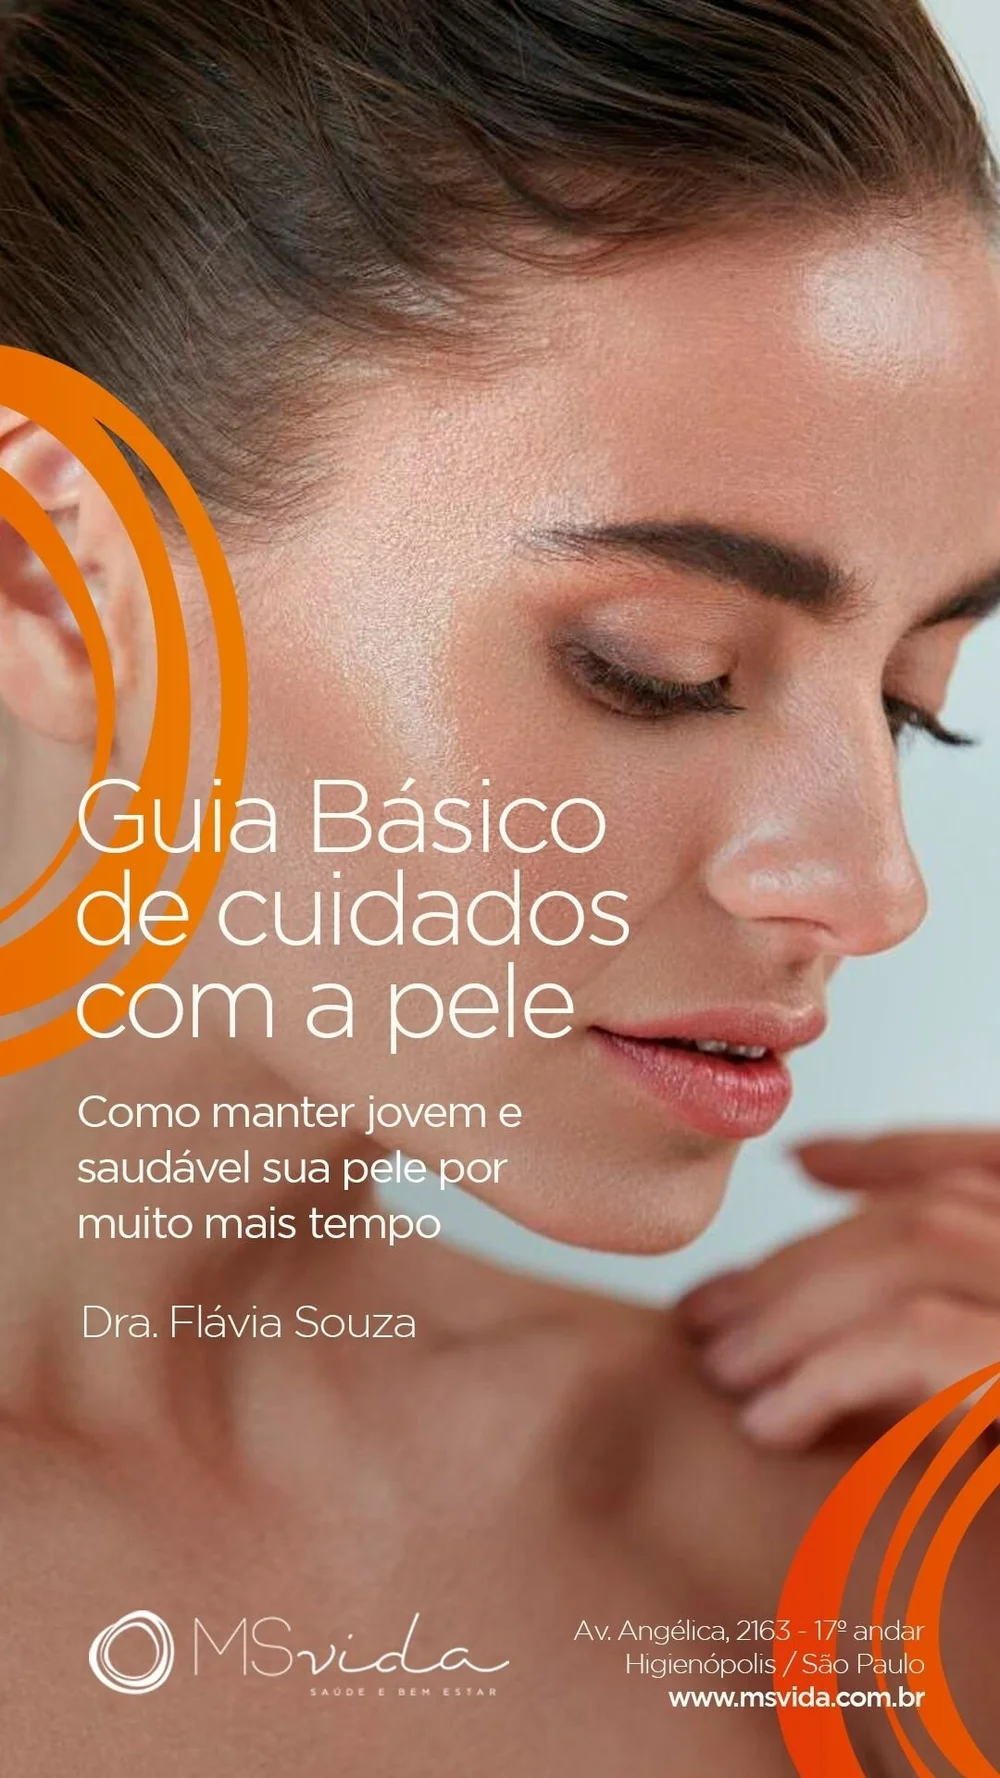 Guia Básico
de cuidados
com a pele
Como manter jovem e
saudável sua pele por
muito mais tempo
Dra. Flávia Souza
MSvida
SAÚDE E BEM ESTAR
Av. Angélica, 2163 - 17º andar
Higienópolis / São Paulo
www.msvida.com.br